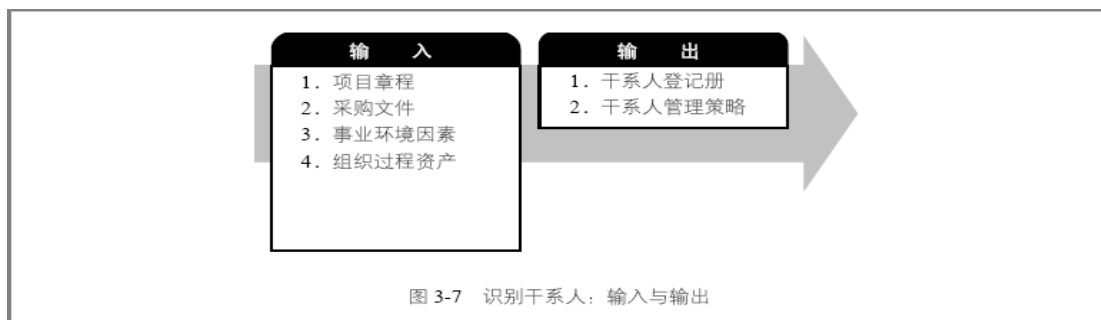 输 入
1. 项目章程
2. 采购文件
3. 事业环境因素
4. 组织过程资产
输 出
1. 干系人登记册
2. 干系人管理策略
图 3-7 识别干系人：输入与输出